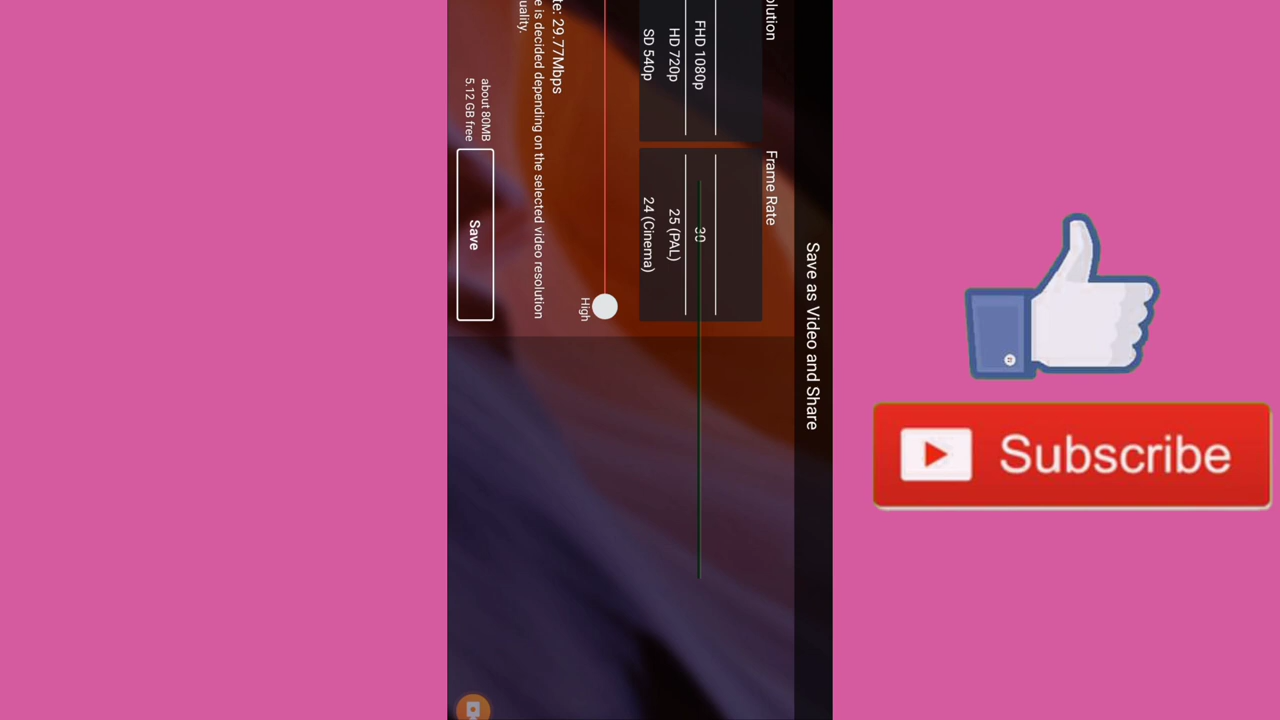 Save as Video and Share
olution
Frame Rate
FHD 1080p
HD 720p
SD 540p
30
25 (PAL)
24 (Cinema)
High
te: 29.77Mbps
e is decided depending on the selected video resolution
uality.
about 80MB
5.12 GB free
Save
Subscribe